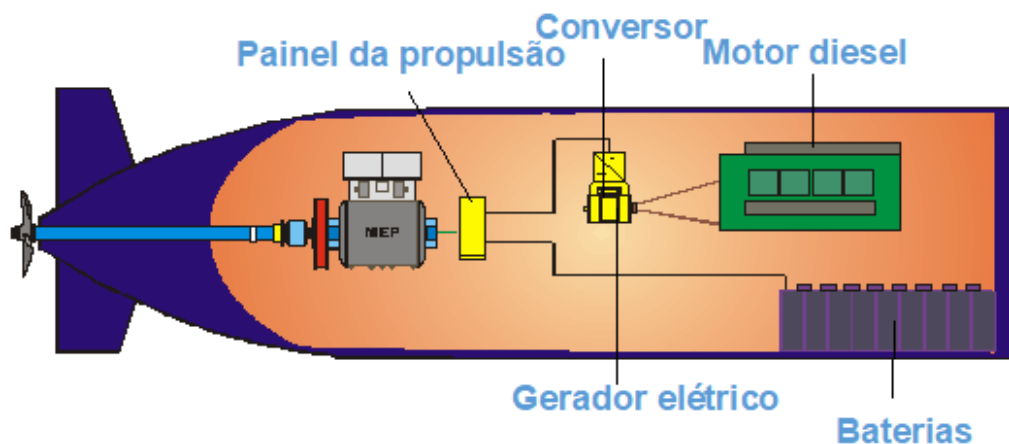 Conversor
Painel da propulsão
Motor diesel
MEP
Gerador elétrico
Baterias